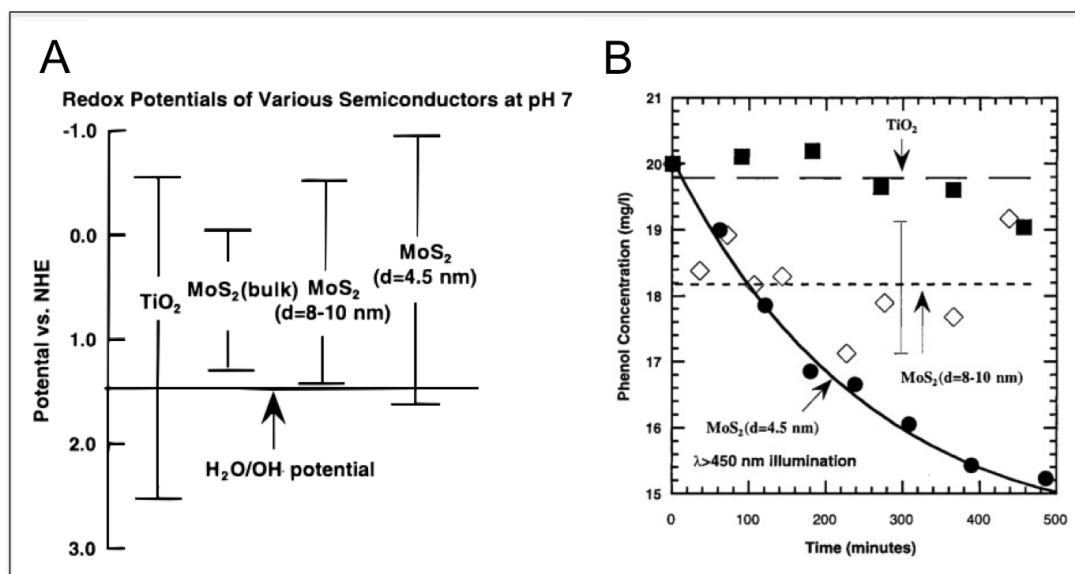 A
Redox Potentials of Various Semiconductors at pH 7
Potental vs. NHE
-1.0
0.0
1.0
2.0
3.0
TiO₂
MoS₂(bulk)
MoS₂
(d=8-10 nm)
MoS₂
(d=4.5 nm)
H₂O/OH potential
B
Phenol Concentration (mg/l)
21
20
19
18
17
16
15
TiO₂
MoS₂(d=8-10 nm)
MoS₂(d=4.5 nm)
λ>450 nm illumination
0
100
200
300
400
500
Time (minutes)